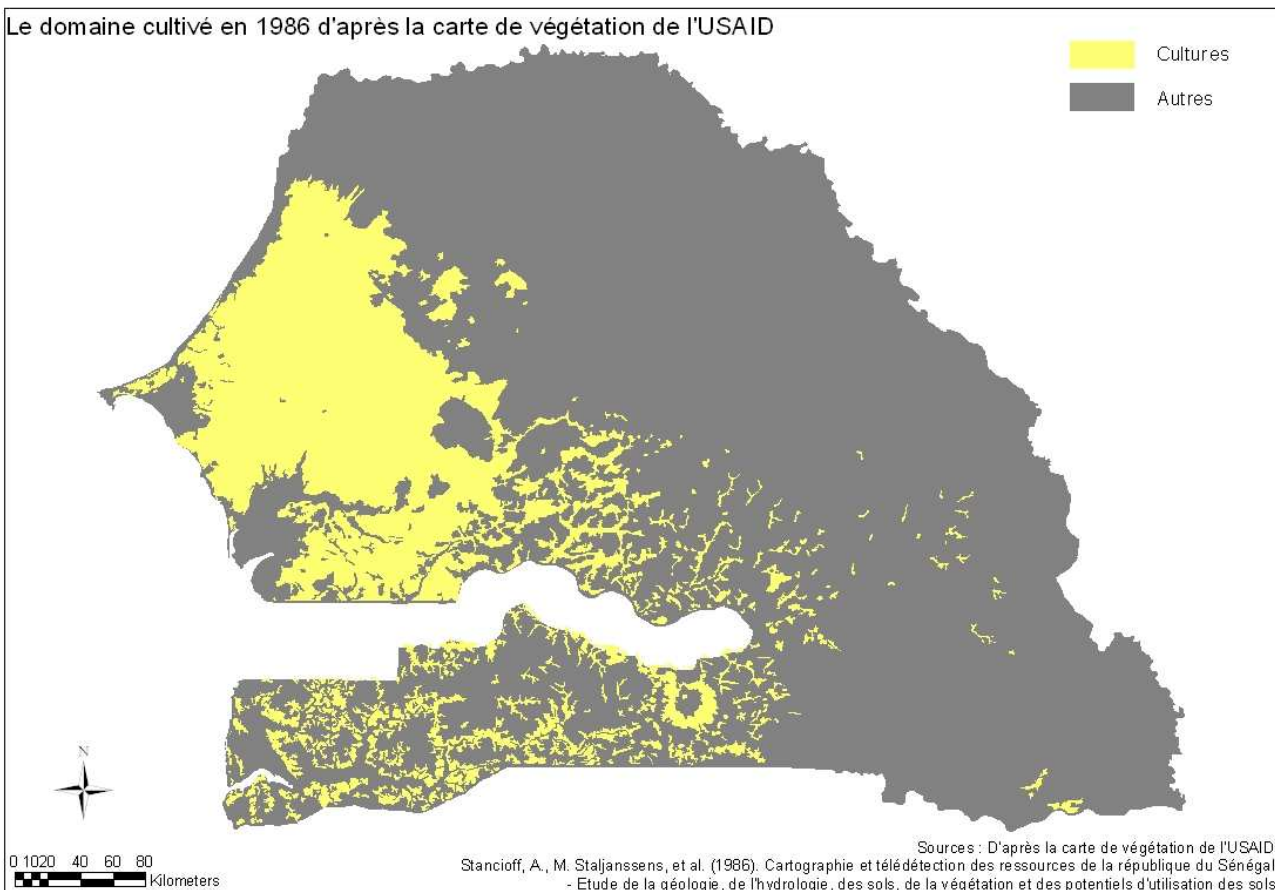 Le domaine cultivé en 1986 d'après la carte de végétation de l'USAID
Cultures
Autres
N
0 10 20 40 60 80
Kilometers
Sources : D'après la carte de végétation de l'USAID
Stancioff, A., M. Staljanssens, et al. (1986). Cartographie et télédétection des ressources de la république du Sénégal
- Etude de la géologie, de l'hydrologie, des sols, de la végétation et des potentiels d'utilisation des sols